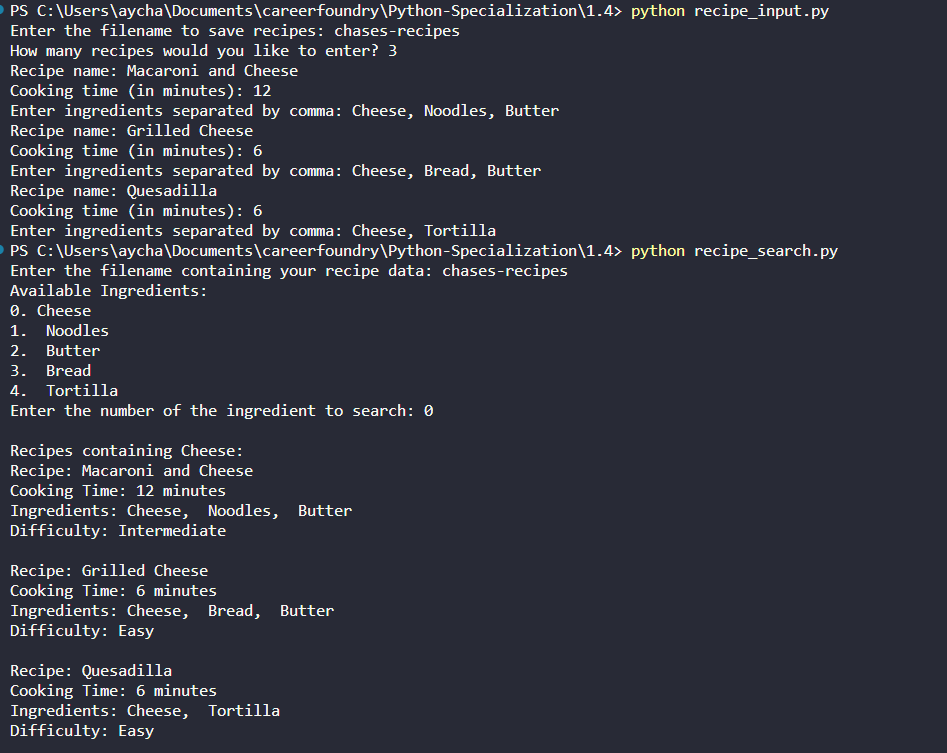 PS C:\Users\aycha\Documents\careerfoundry\Python-Specialization\1.4> python recipe_input.py
Enter the filename to save recipes: chases-recipes
How many recipes would you like to enter? 3
Recipe name: Macaroni and Cheese
Cooking time (in minutes): 12
Enter ingredients separated by comma: Cheese, Noodles, Butter
Recipe name: Grilled Cheese
Cooking time (in minutes): 6
Enter ingredients separated by comma: Cheese, Bread, Butter
Recipe name: Quesadilla
Cooking time (in minutes): 6
Enter ingredients separated by comma: Cheese, Tortilla
PS C:\Users\aycha\Documents\careerfoundry\Python-Specialization\1.4> python recipe_search.py
Enter the filename containing your recipe data: chases-recipes
Available Ingredients:
0. Cheese
1.  Noodles
2.  Butter
3.  Bread
4.  Tortilla
Enter the number of the ingredient to search: 0

Recipes containing Cheese:
Recipe: Macaroni and Cheese
Cooking Time: 12 minutes
Ingredients: Cheese,  Noodles,  Butter
Difficulty: Intermediate

Recipe: Grilled Cheese
Cooking Time: 6 minutes
Ingredients: Cheese,  Bread,  Butter
Difficulty: Easy

Recipe: Quesadilla
Cooking Time: 6 minutes
Ingredients: Cheese,  Tortilla
Difficulty: Easy